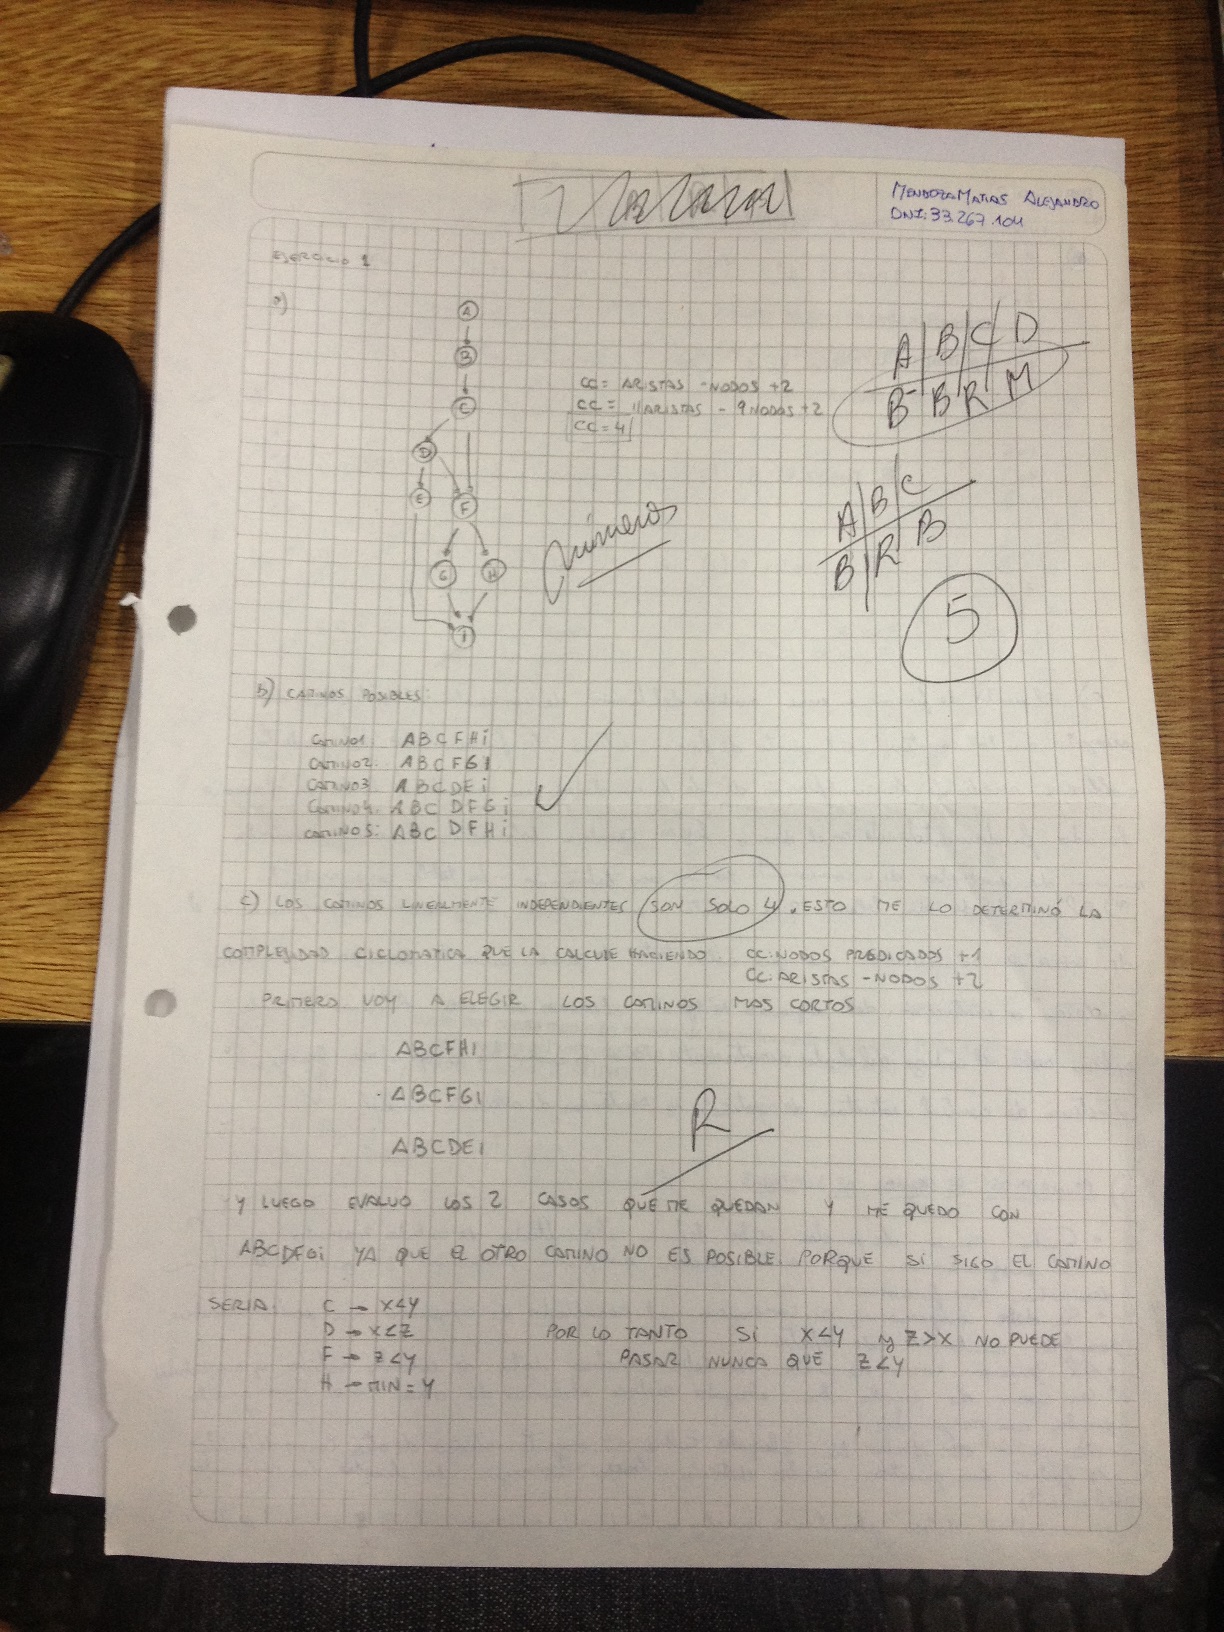 MENDOZA MATIAS ALEJANDRO
DNI: 33.267.104
EJERCICIO 1
a)
A
B
C
D
E
F
G
H
I
CC = ARISTAS - NODOS +2
CC = 11 ARISTAS - 9 NODOS +2
CC = 4
A | B | C | D
B- | B | R | M
Números
A | B | C
B | R | B
5
b) CAMINOS POSIBLES:
CAMINO1: ABCFHi
CAMINO2: ABCFGI
CAMINO3: ABCDEi
CAMINO4: ABC DFGi
CAMINO5: ABC DFHi
c) LOS CAMINOS LINEALMENTE INDEPENDIENTES SON SOLO 4. ESTO ME LO DETERMINÓ LA
COMPLEJIDAD CICLOMATICA QUE LA CALCULE HACIENDO: CC: NODOS PREDICADOS +1
CC: ARISTAS - NODOS +2
PRIMERO VOY A ELEGIR LOS CAMINOS MAS CORTOS
ABCFHI
ABCFGI
ABCDEI
R
Y LUEGO EVALUO LOS 2 CASOS QUE ME QUEDAN Y ME QUEDO CON
ABCDFGi YA QUE EL OTRO CAMINO NO ES POSIBLE. PORQUE SI SIGO EL CAMINO
SERIA: C → X<Y
D → X<Z
F → Z<Y
H → MIN = Y
POR LO TANTO SI X<Y y Z>X NO PUEDE
PASAR NUNCA QUE Z<Y